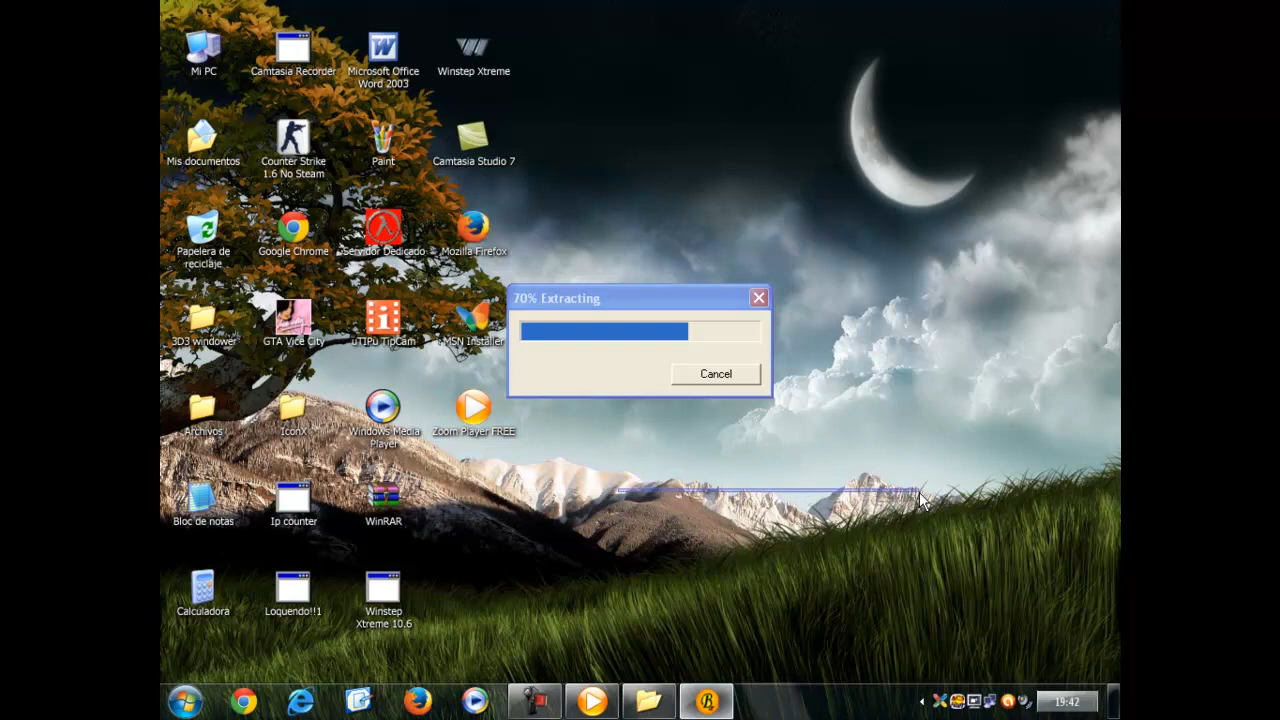 Mi PC
Camtasia Recorder
Microsoft Office
Word 2003
Winstep Xtreme
Mis documentos
Counter Strike
1.6 No Steam
Paint
Camtasia Studio 7
Papelera de
reciclaje
Google Chrome
Servidor Dedicado
Mozilla Firefox
3D3 windower
GTA Vice City
uTIPu TipCam
MSN Installer
70% Extracting
Cancel
Archivos
IconX
Windows Media
Player
Zoom Player FREE
Bloc de notas
Ip counter
WinRAR
Calculadora
Loquendo!!1
Winstep
Xtreme 10.6
19:42